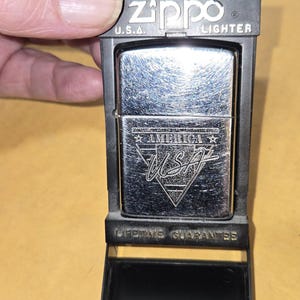 Zippo
U.S.A. LIGHTER
AMERICA
USA
LIFETIME GUARANTEE